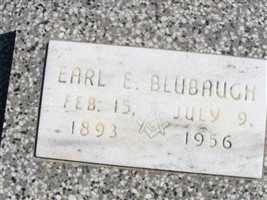 EARL E. BLUBAUGH
FEB. 15, JULY 9,
1893 1956